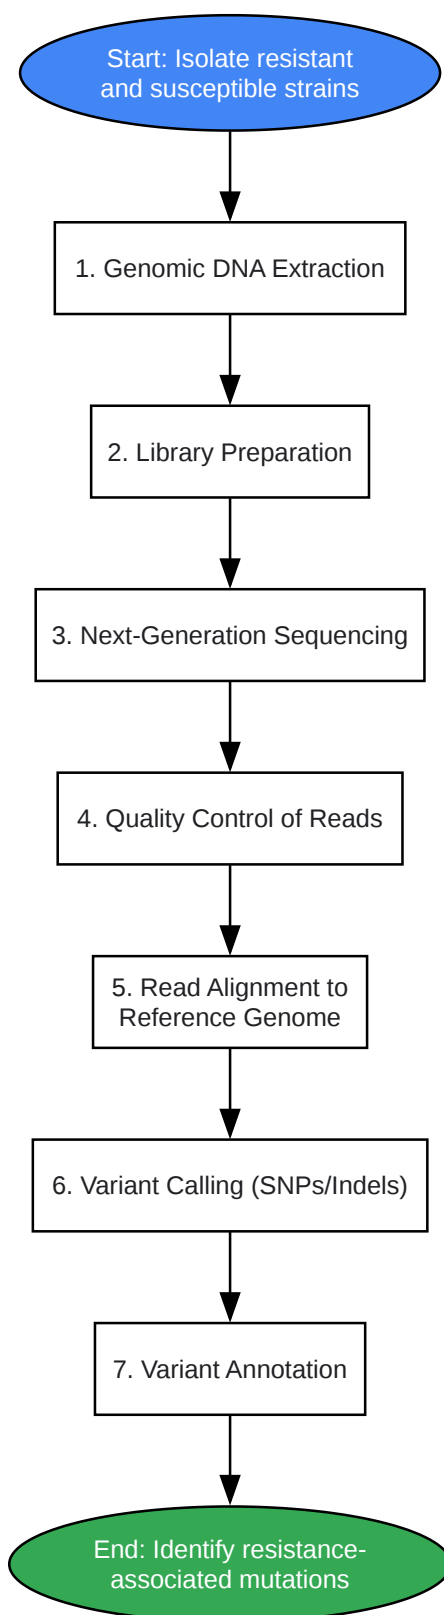 Start: Isolate resistant
and susceptible strains
1. Genomic DNA Extraction
2. Library Preparation
3. Next-Generation Sequencing
4. Quality Control of Reads
5. Read Alignment to
Reference Genome
6. Variant Calling (SNPs/Indels)
7. Variant Annotation
End: Identify resistance-
associated mutations